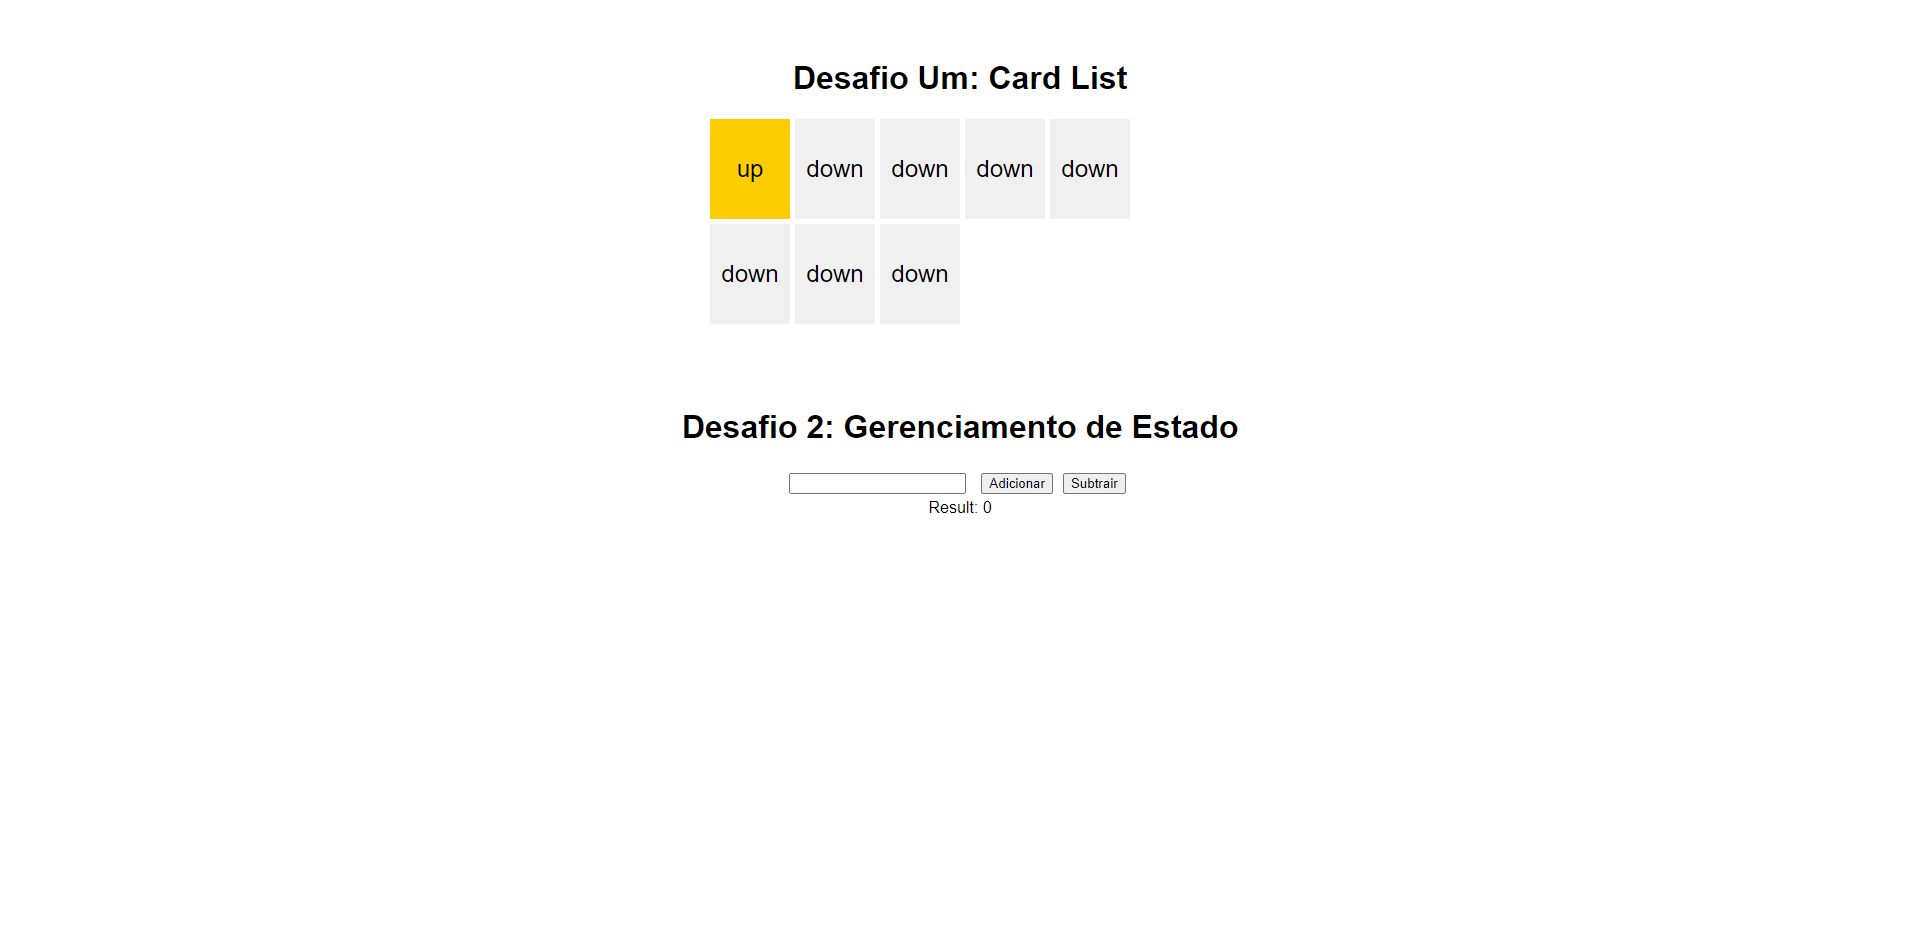 Desafio Um: Card List
up down down down down
down down down
Desafio 2: Gerenciamento de Estado
Adicionar Subtrair
Result: 0